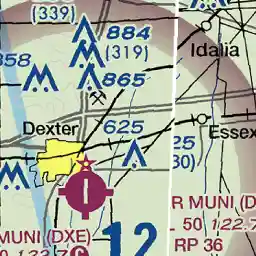 (339)
884
(319)
Idalia
358
865
Dexter
625
Essex
25
30)
R MUNI (D
L 50 122.7
RP 36
MUNI (DXE)
12